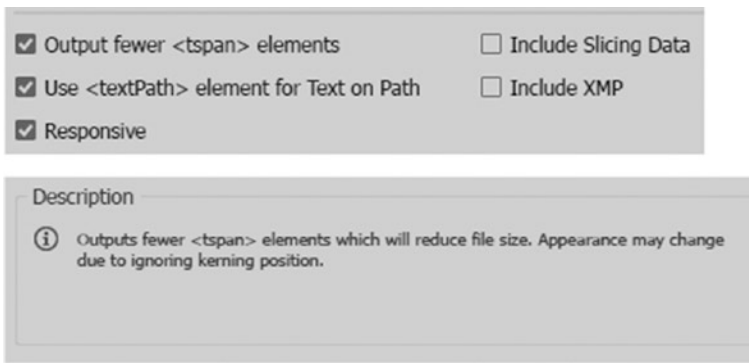 Output fewer <tspan> elements
Include Slicing Data
Use <textPath> element for Text on Path
Include XMP
Responsive
Description
Outputs fewer <tspan> elements which will reduce file size. Appearance may change
due to ignoring kerning position.